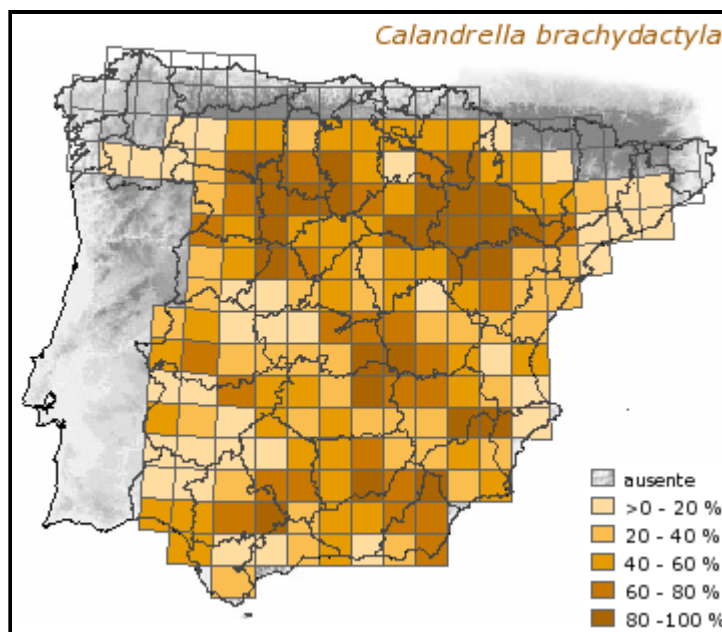 Calandrella brachydactyla
ausente
>0 - 20 %
20 - 40 %
40 - 60 %
60 - 80 %
80 -100 %